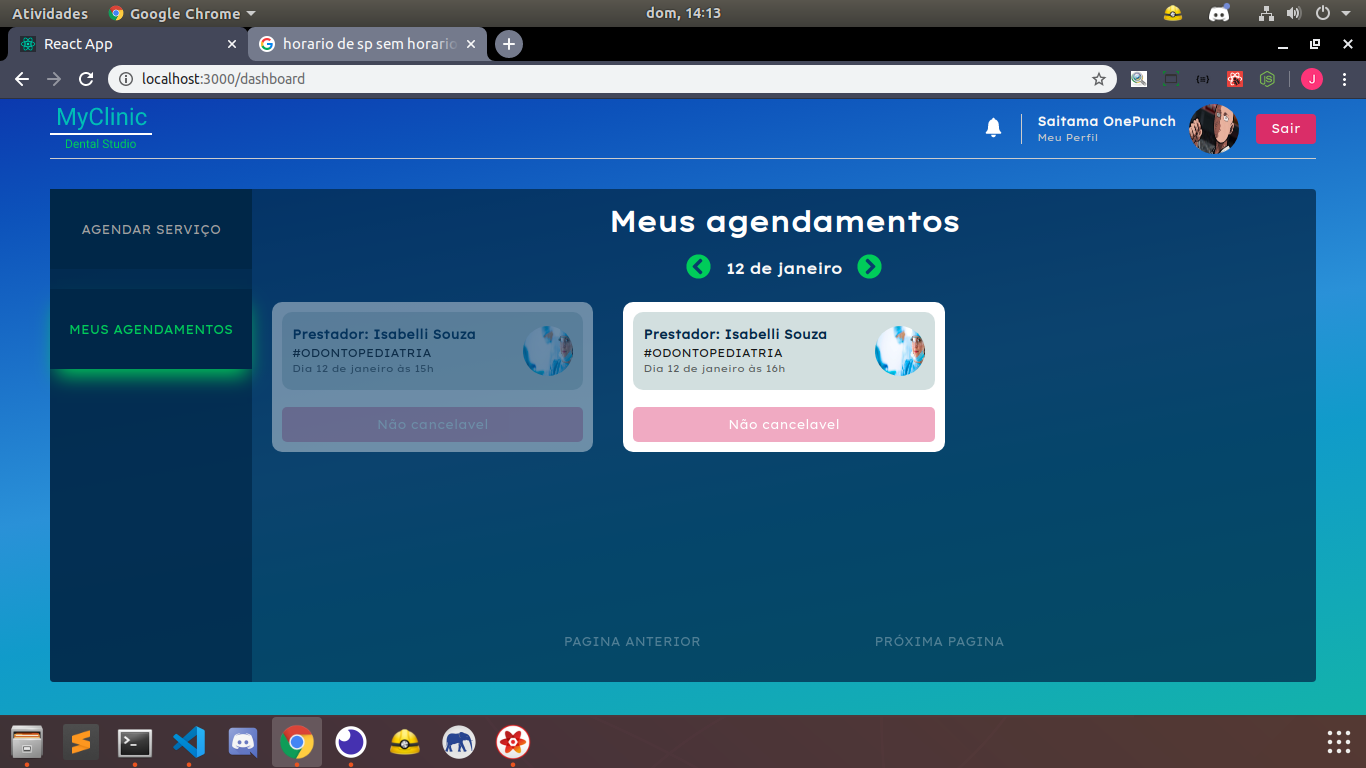 Atividades
Google Chrome
dom, 14:13
React App
horario de sp sem horario
localhost:3000/dashboard
J
MyClinic
Dental Studio
Saitama OnePunch
Meu Perfil
Sair
AGENDAR SERVIÇO
MEUS AGENDAMENTOS
Meus agendamentos
12 de janeiro
Prestador: Isabelli Souza
#ODONTOPEDIATRIA
Dia 12 de janeiro às 15h
Não cancelavel
Prestador: Isabelli Souza
#ODONTOPEDIATRIA
Dia 12 de janeiro às 16h
Não cancelavel
PAGINA ANTERIOR
PRÓXIMA PAGINA